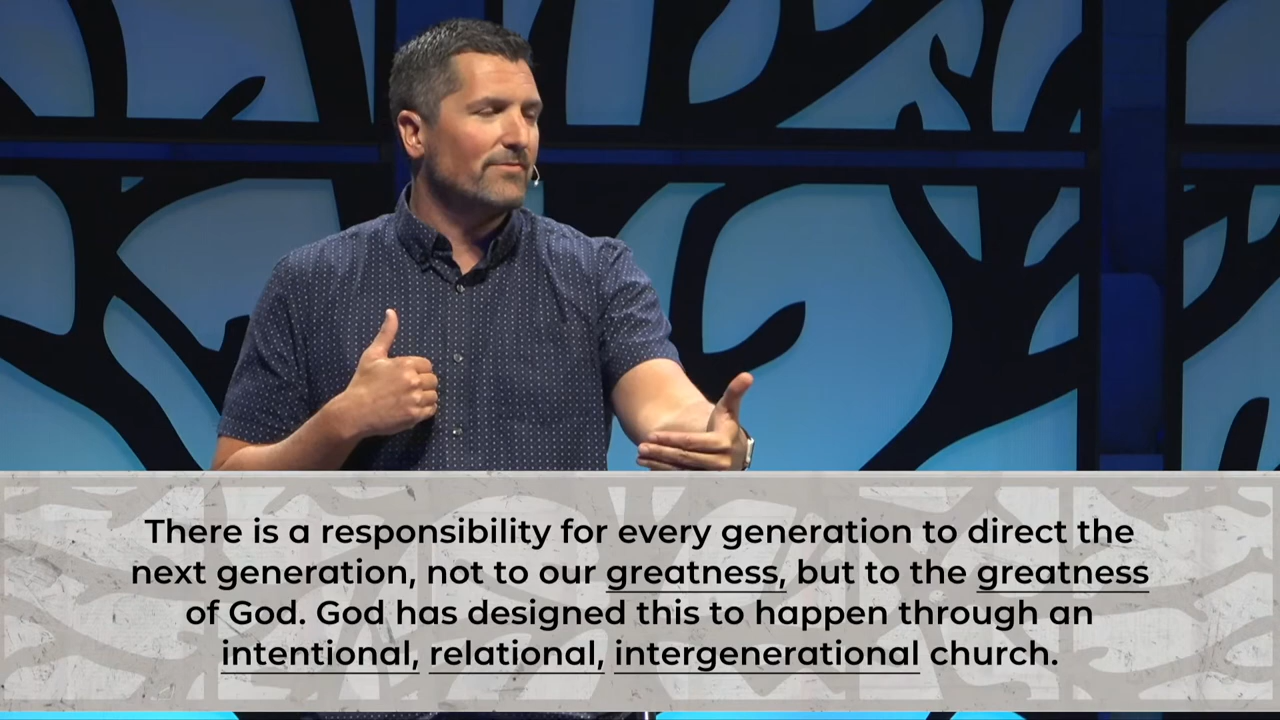 There is a responsibility for every generation to direct the
next generation, not to our greatness, but to the greatness
of God. God has designed this to happen through an
intentional, relational, intergenerational church.